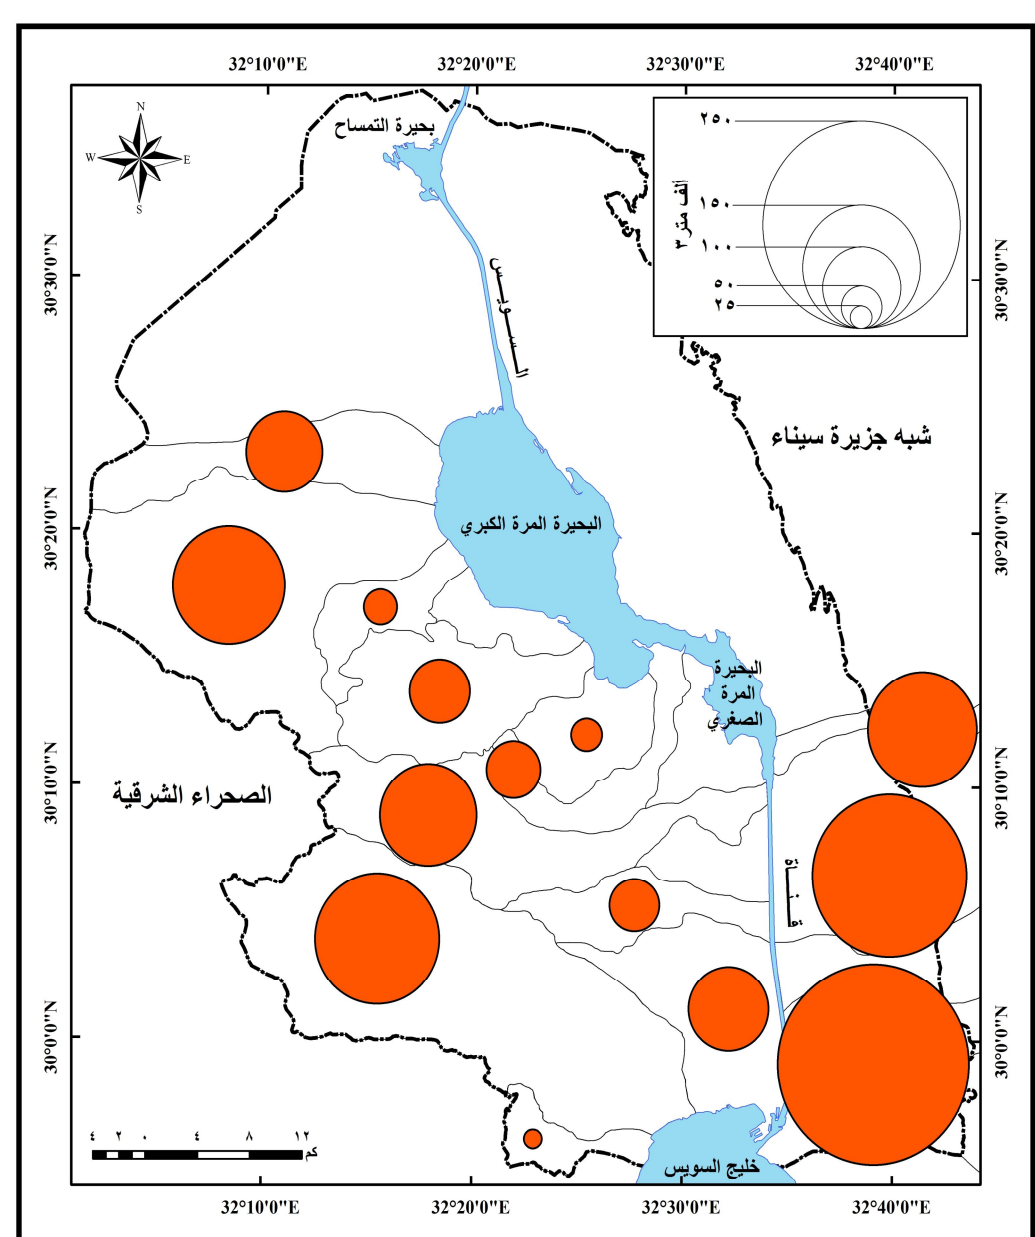 32°10'0"E 32°20'0"E 32°30'0"E 32°40'0"E
N
W E
S
بحيرة التمساح
٢٥٠
١٥٠
١٠٠
٥٠
٢٥
ألف متر٣
30°30'0"N
30°30'0"N
الســويــس
شبه جزيرة سيناء
30°20'0"N
30°20'0"N
البحيرة المرة الكبري
البحيرة
المرة
الصغري
30°10'0"N
30°10'0"N
الصحراء الشرقية
قـنـــاة
30°0'0"N
30°0'0"N
٤ ٢ ٠ ٤ ٨ ١٢
كم
خليج السويس
32°10'0"E 32°20'0"E 32°30'0"E 32°40'0"E